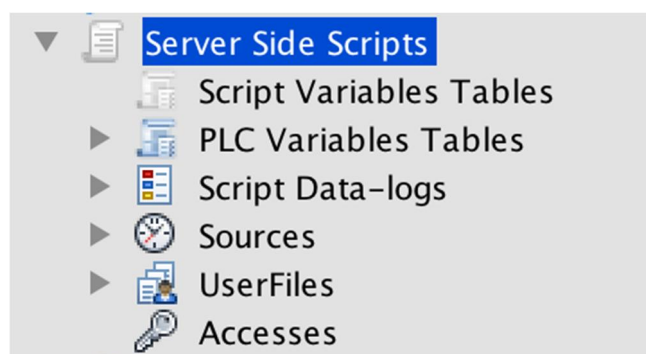 Server Side Scripts
Script Variables Tables
PLC Variables Tables
Script Data-logs
Sources
UserFiles
Accesses